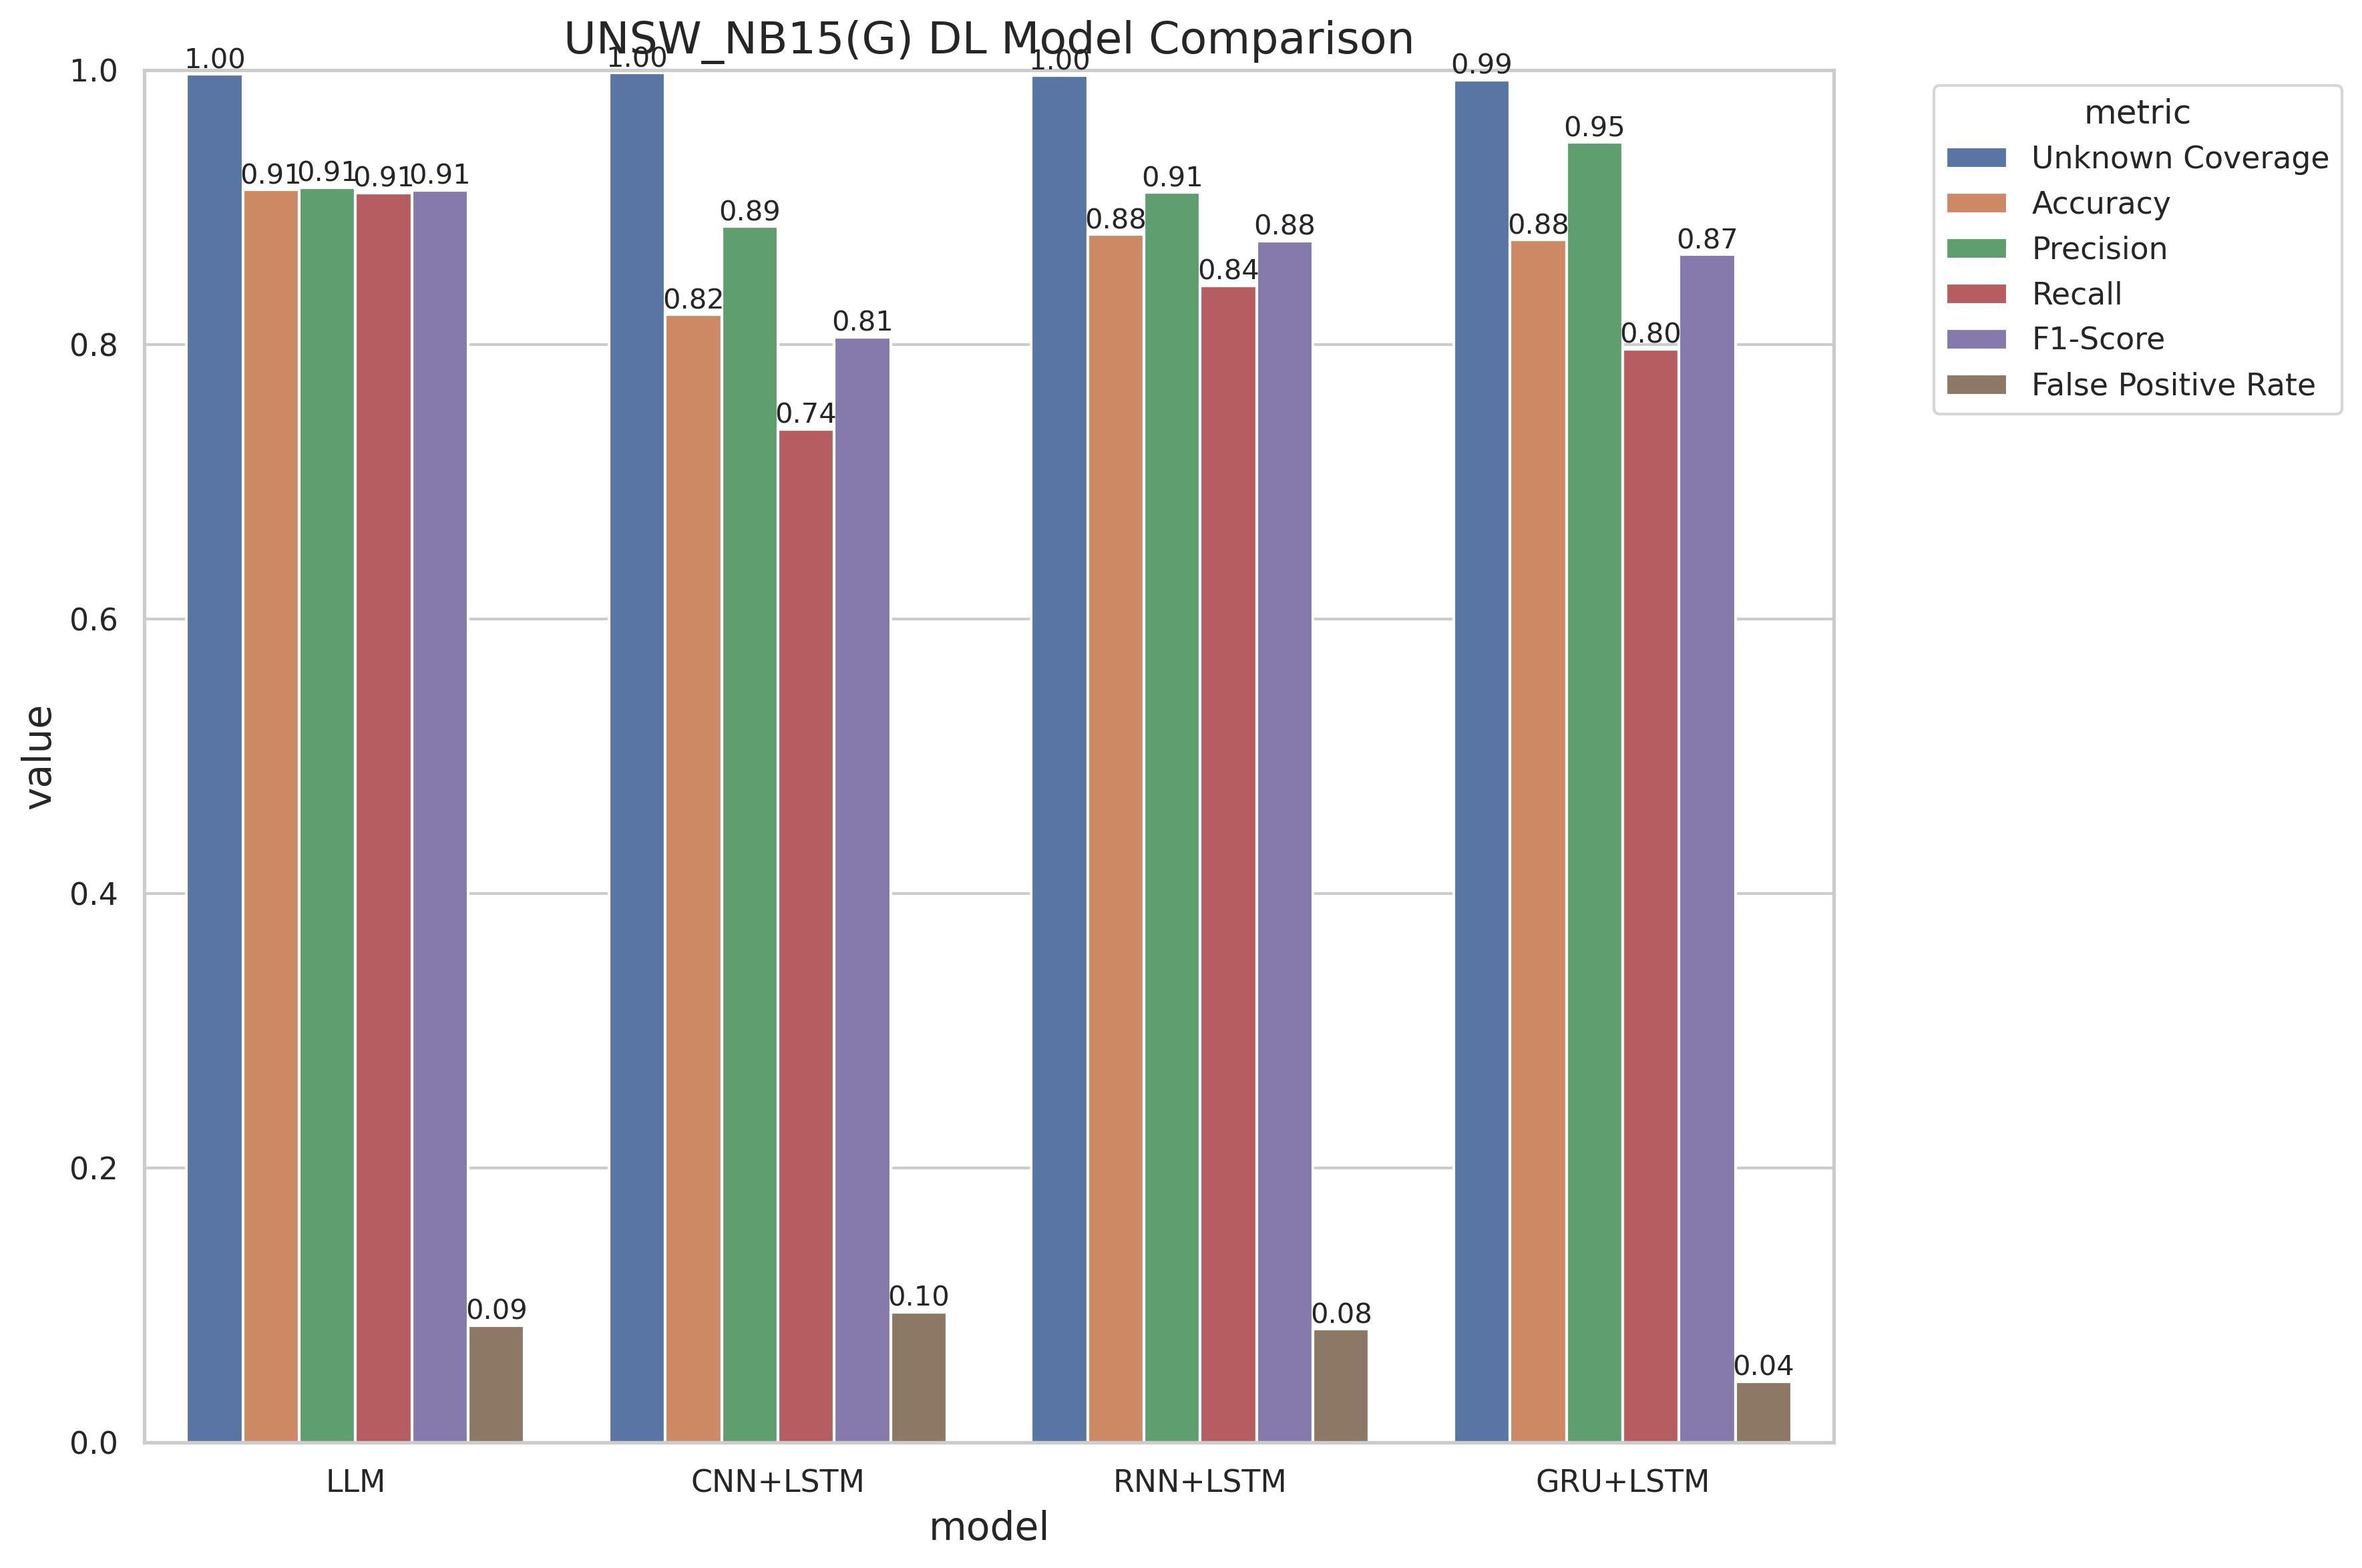 UNSW_NB15(G) DL Model Comparison
1.00 0.91 0.91 0.91 0.91 0.09
1.00 0.82 0.89 0.74 0.81 0.10
1.00 0.88 0.91 0.84 0.88 0.08
0.99 0.88 0.95 0.80 0.87 0.04
1.0
0.8
0.6
0.4
0.2
0.0
value
LLM CNN+LSTM RNN+LSTM GRU+LSTM
model
metric
Unknown Coverage
Accuracy
Precision
Recall
F1-Score
False Positive Rate